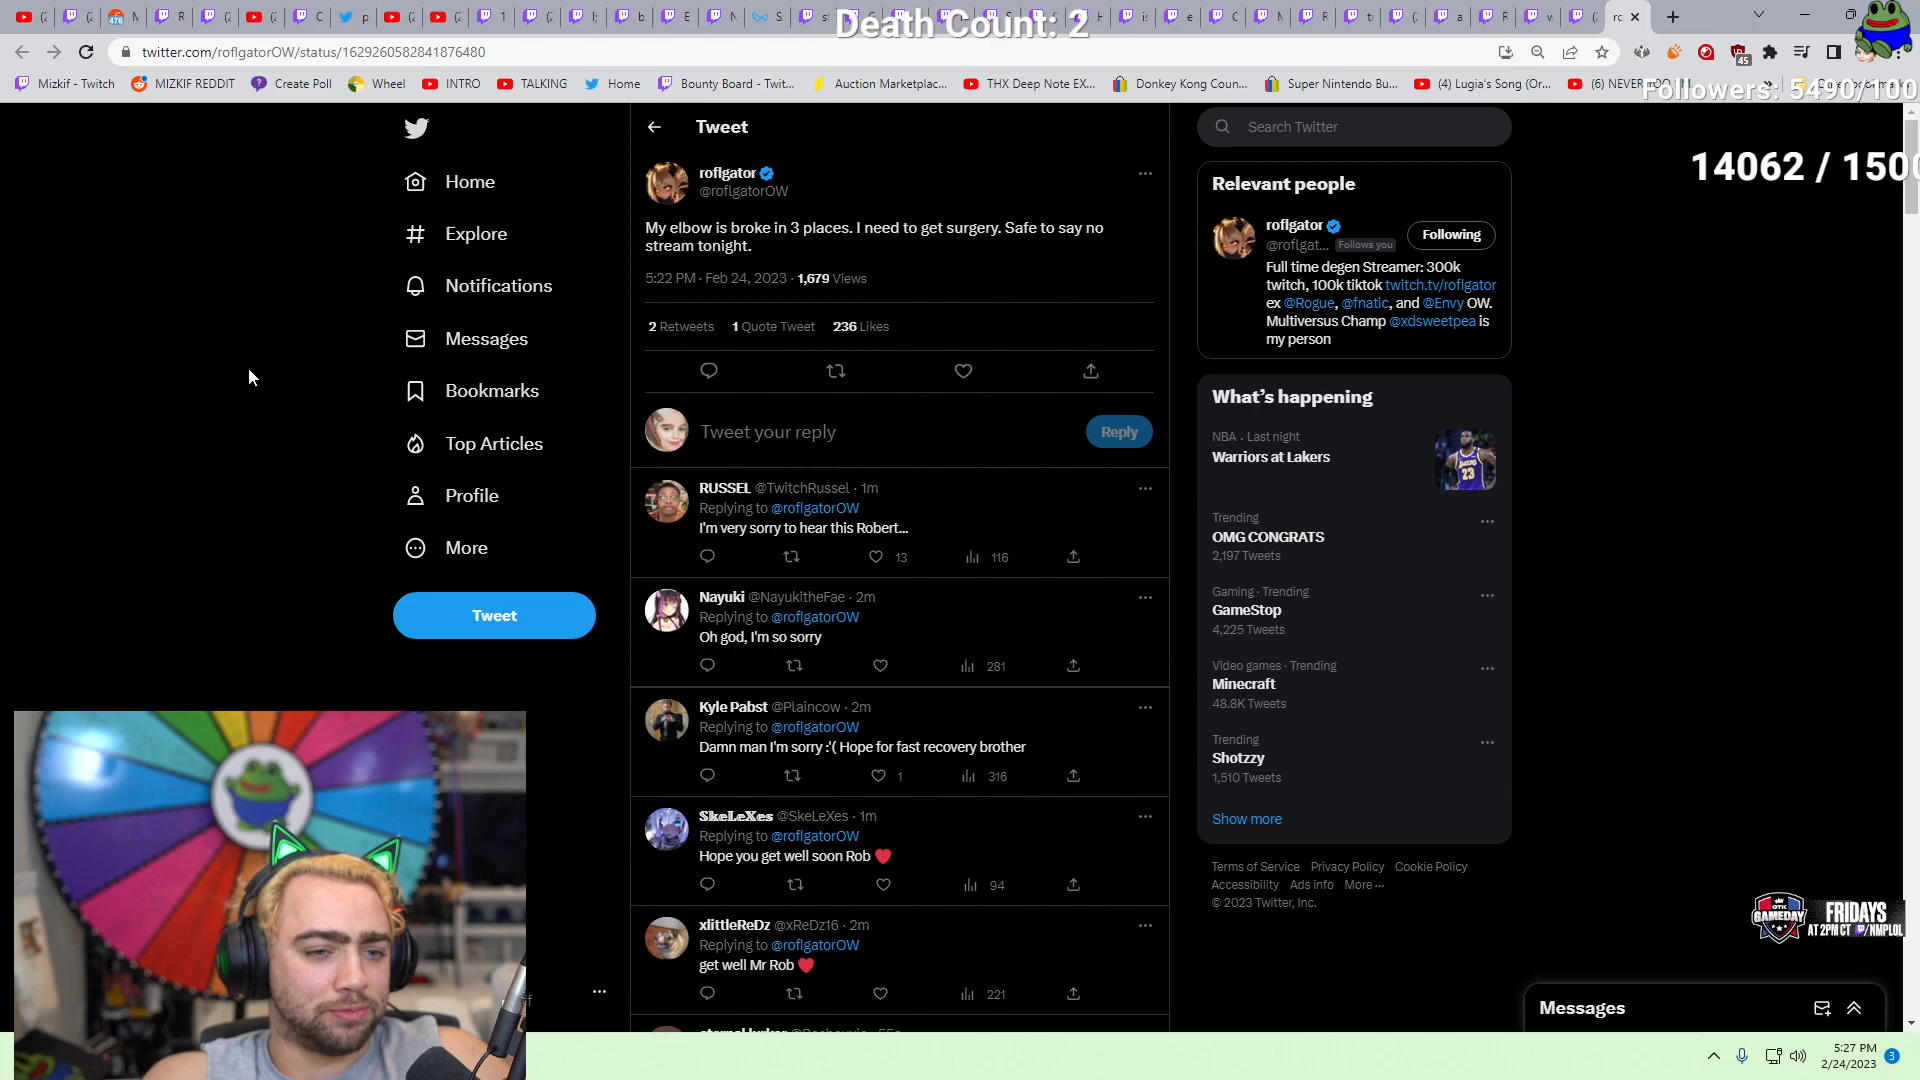 Death Count: 2
twitter.com/roflgatorOW/status/1629260582841876480
45
Mizkif - Twitch
MIZKIF REDDIT
Create Poll
Wheel
INTRO
TALKING
Home
Bounty Board - Twit...
Auction Marketplac...
THX Deep Note EX...
Donkey Kong Coun...
Super Nintendo Bu...
(4) Lugia's Song (Or...
Followers: 5490/100
14062 / 1500
Home
Explore
Notifications
Messages
Bookmarks
Top Articles
Profile
More
Tweet
Tweet
roflgator
@roflgatorOW
My elbow is broke in 3 places. I need to get surgery. Safe to say no
stream tonight.
5:22 PM · Feb 24, 2023 · 1,679 Views
2 Retweets 1 Quote Tweet 236 Likes
Tweet your reply
Reply
RUSSEL @TwitchRussel · 1m
Replying to @roflgatorOW
I'm very sorry to hear this Robert...
13 116
Nayuki @NayukitheFae · 2m
Replying to @roflgatorOW
Oh god, I'm so sorry
281
Kyle Pabst @Plaincow · 2m
Replying to @roflgatorOW
Damn man I'm sorry :'( Hope for fast recovery brother
1 316
SkeLeXes @SkeLeXes · 1m
Replying to @roflgatorOW
Hope you get well soon Rob ❤️
94
xlittleReDz @xReDz16 · 2m
Replying to @roflgatorOW
get well Mr Rob ❤️
221
Search Twitter
Relevant people
roflgator
@roflgat... Follows you
Following
Full time degen Streamer: 300k
twitch, 100k tiktok twitch.tv/roflgator
ex @Rogue, @fnatic, and @Envy OW.
Multiversus Champ @xdsweetpea is
my person
What's happening
NBA · Last night
Warriors at Lakers
Trending
OMG CONGRATS
2,197 Tweets
Gaming · Trending
GameStop
4,225 Tweets
Video games · Trending
Minecraft
48.8K Tweets
Trending
Shotzzy
1,510 Tweets
Show more
Terms of Service Privacy Policy Cookie Policy
Accessibility Ads info More ···
© 2023 Twitter, Inc.
OTK
GAMEDAY
FRIDAYS
AT 2PM CT /NMPLOL
Messages
5:27 PM
2/24/2023
3